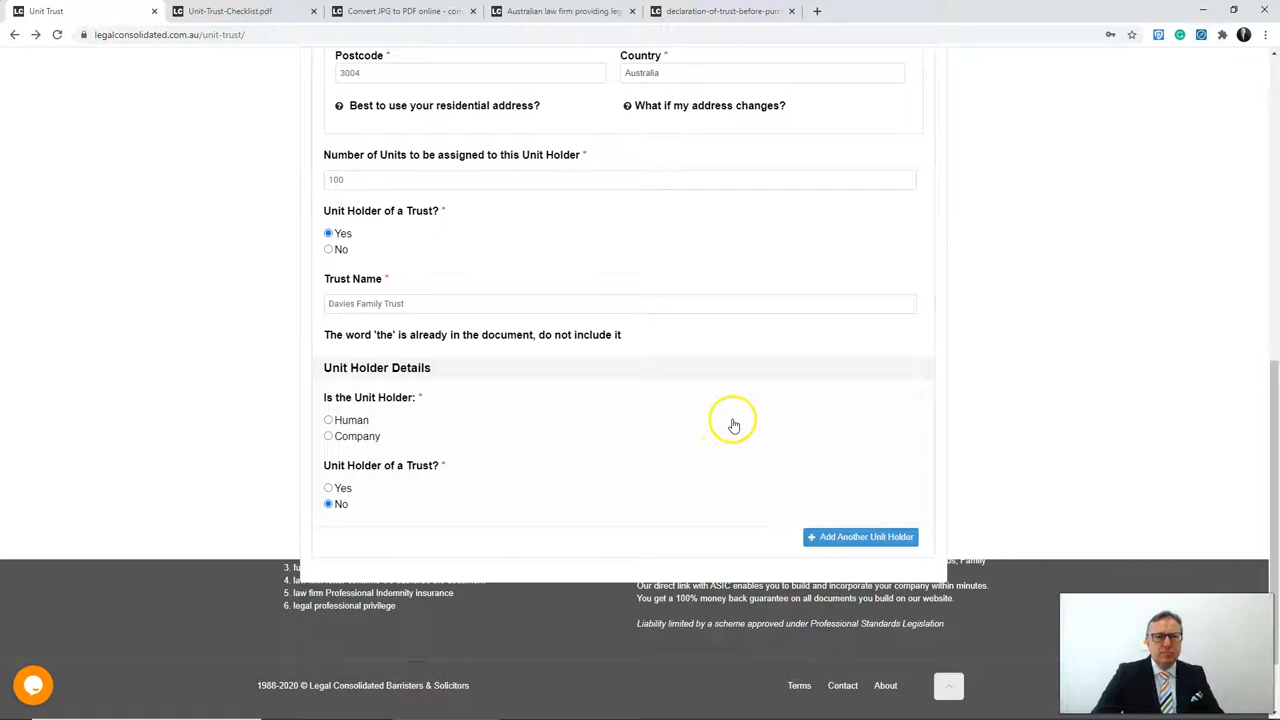 Unit Trust
Unit-Trust-Checklist.pdf
Convert JPG to PDF online - con
Australian law firm providing leg
declaration-of-trust-before-purc
legalconsolidated.com.au/unit-trust/
Postcode *
Country *
3004
Australia
Best to use your residential address?
What if my address changes?
Number of Units to be assigned to this Unit Holder *
100
Unit Holder of a Trust? *
Yes
No
Trust Name *
Davies Family Trust
The word 'the' is already in the document, do not include it
Unit Holder Details
Is the Unit Holder: *
Human
Company
Unit Holder of a Trust? *
Yes
No
+ Add Another Unit Holder
5. law firm Professional Indemnity insurance
6. legal professional privilege
Our direct link with ASIC enables you to build and incorporate your company within minutes.
You get a 100% money back guarantee on all documents you build on our website.
Liability limited by a scheme approved under Professional Standards Legislation
1988-2020 © Legal Consolidated Barristers & Solicitors
Terms
Contact
About